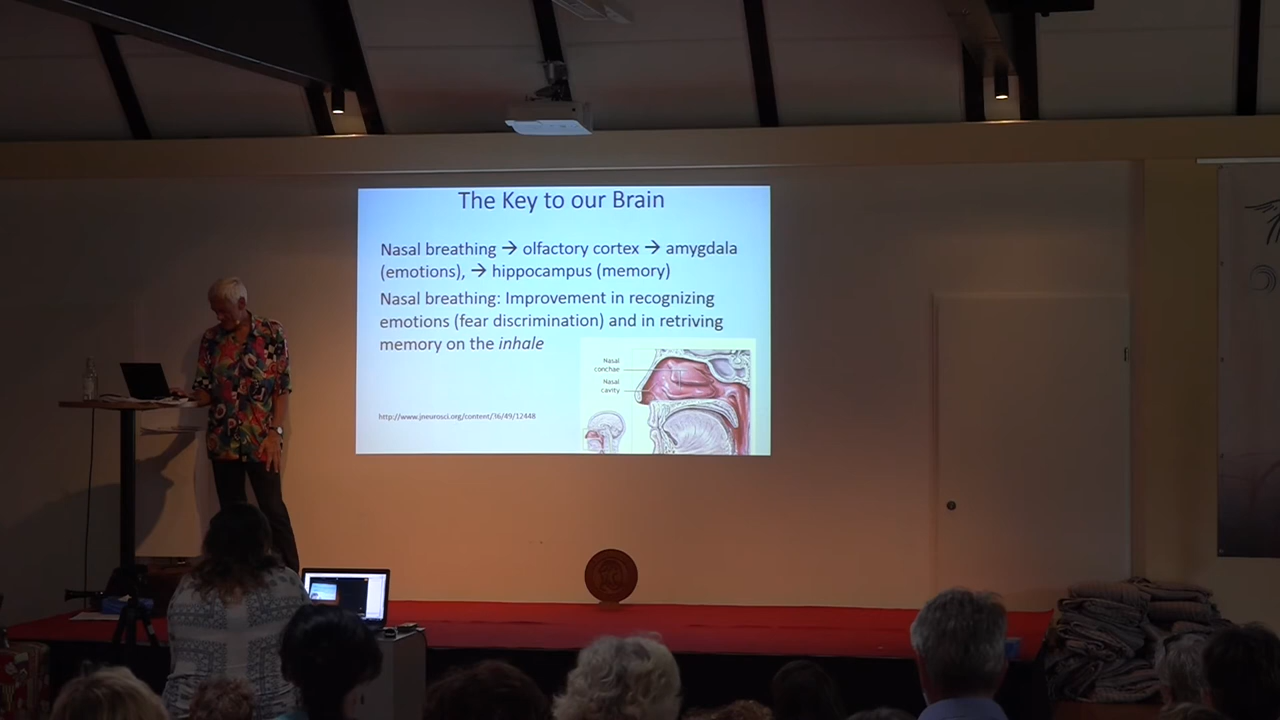 The Key to our Brain
Nasal breathing → olfactory cortex → amygdala
(emotions), → hippocampus (memory)
Nasal breathing: Improvement in recognizing
emotions (fear discrimination) and in retriving
memory on the inhale
Nasal
conchae
Nasal
cavity
http://www.jneurosci.org/content/36/49/12448